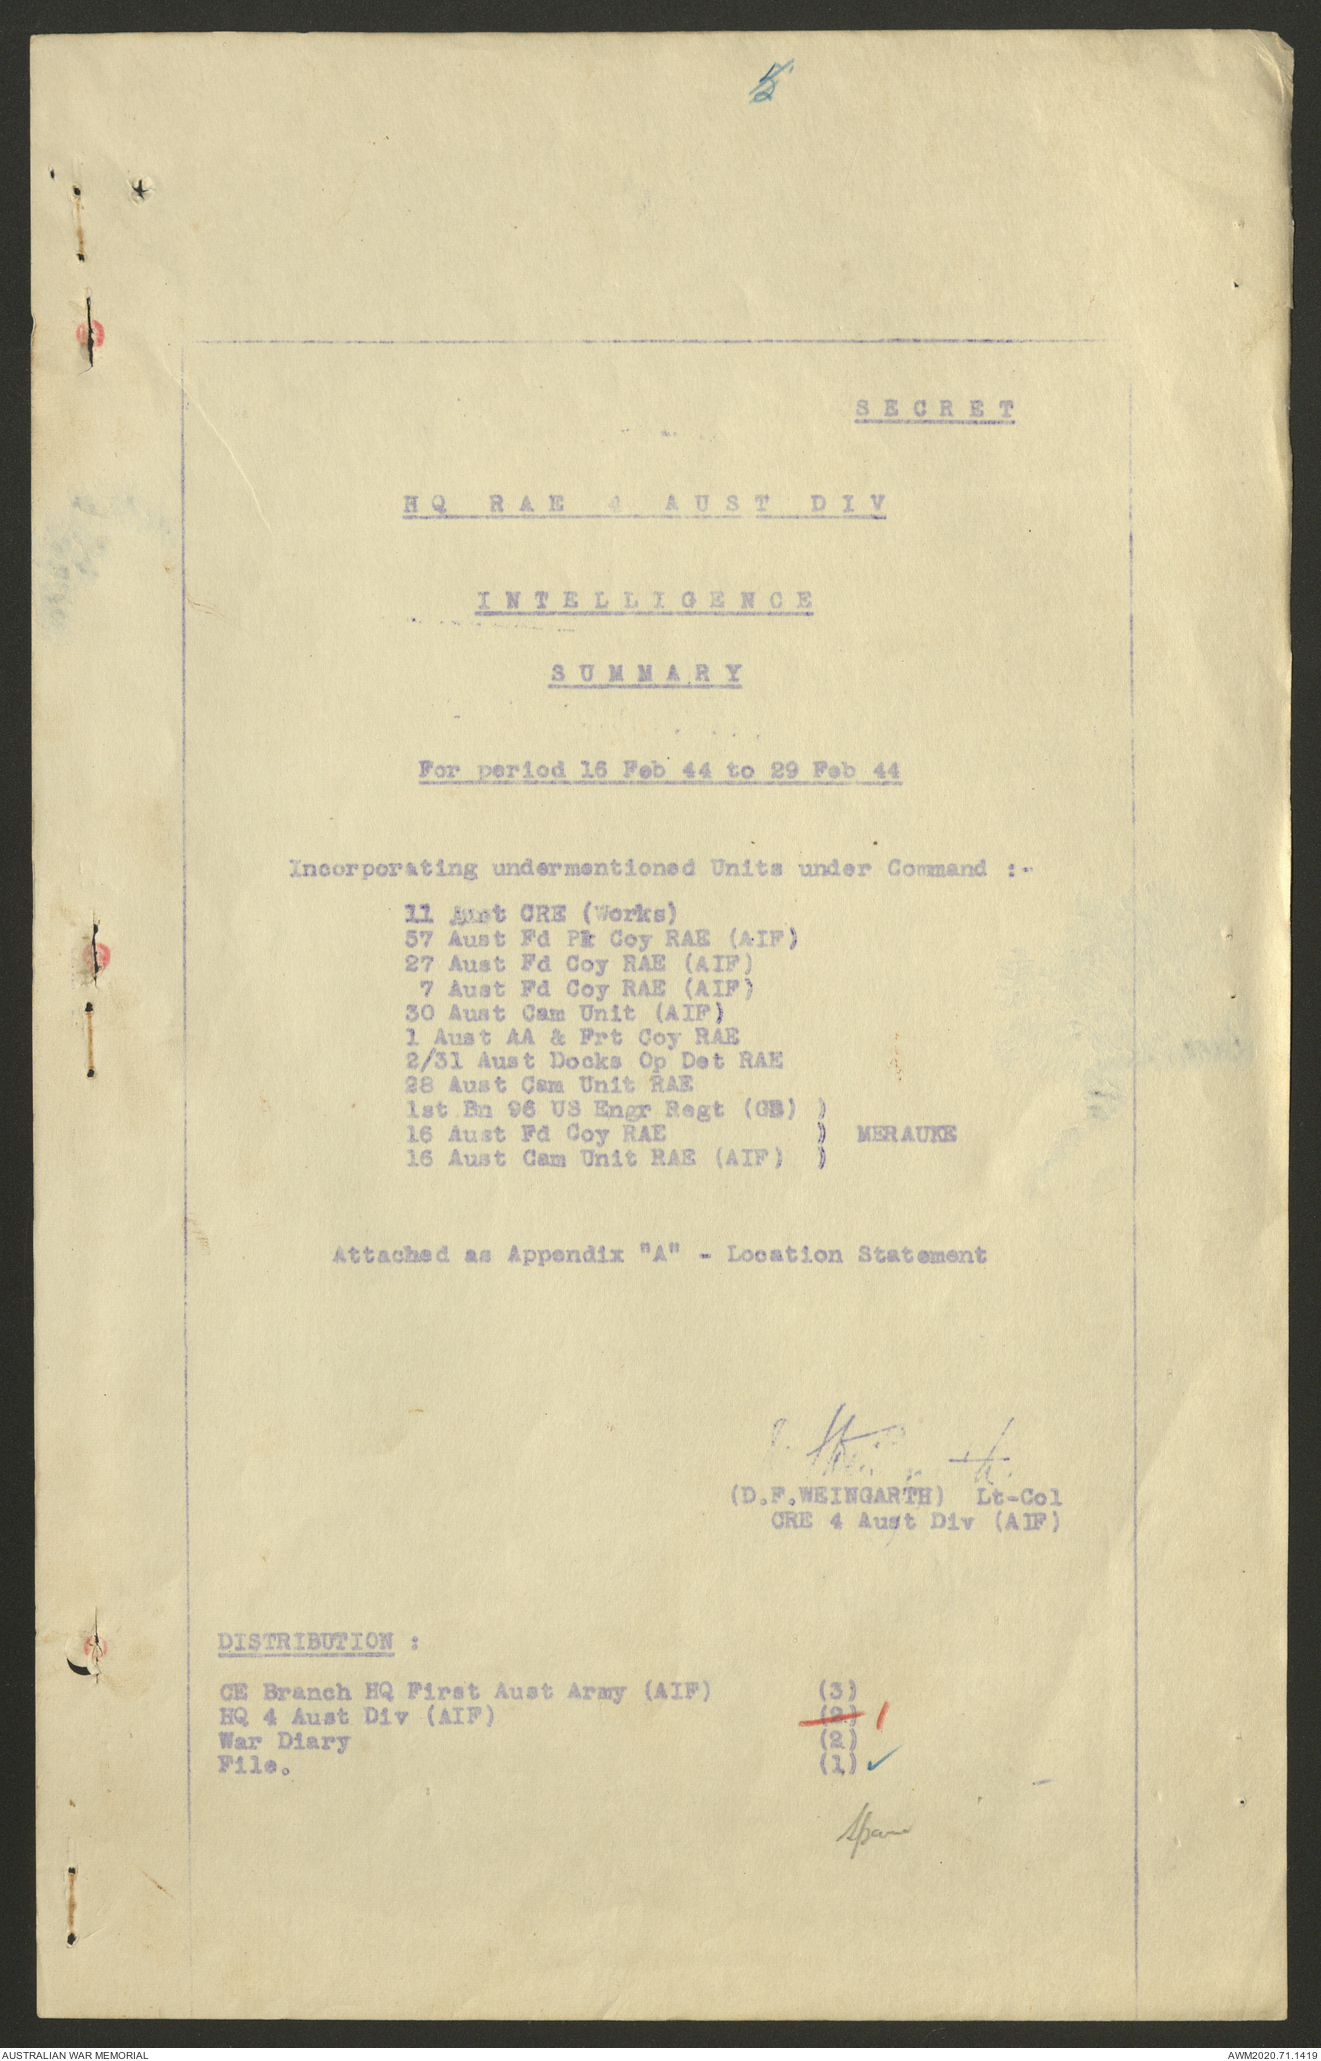 SECRET
HQ RAE 4 AUST DIV
INTELLIGENCE
SUMMARY
For period 16 Feb 44 to 29 Feb 44
Incorporating undermentioned Units under Command :-
11 Aust CRE (Works)
57 Aust Fd Pk Coy RAE (AIF)
27 Aust Fd Coy RAE (AIF)
7 Aust Fd Coy RAE (AIF)
30 Aust Cam Unit (AIF)
1 Aust AA & Frt Coy RAE
2/31 Aust Docks Op Det RAE
28 Aust Cam Unit RAE
1st Bn 96 US Engr Regt (GS) )
16 Aust Fd Coy RAE ) MERAUKE
16 Aust Cam Unit RAE (AIF) )
Attached as Appendix "A" - Location Statement
(D.F.WEINGARTH) Lt-Col
CRE 4 Aust Div (AIF)
DISTRIBUTION :
CE Branch HQ First Aust Army (AIF) (3)
HQ 4 Aust Div (AIF) (2) 1
War Diary (2)
File. (1) ✓
Spare
AUSTRALIAN WAR MEMORIAL
AWM2020.71.1419